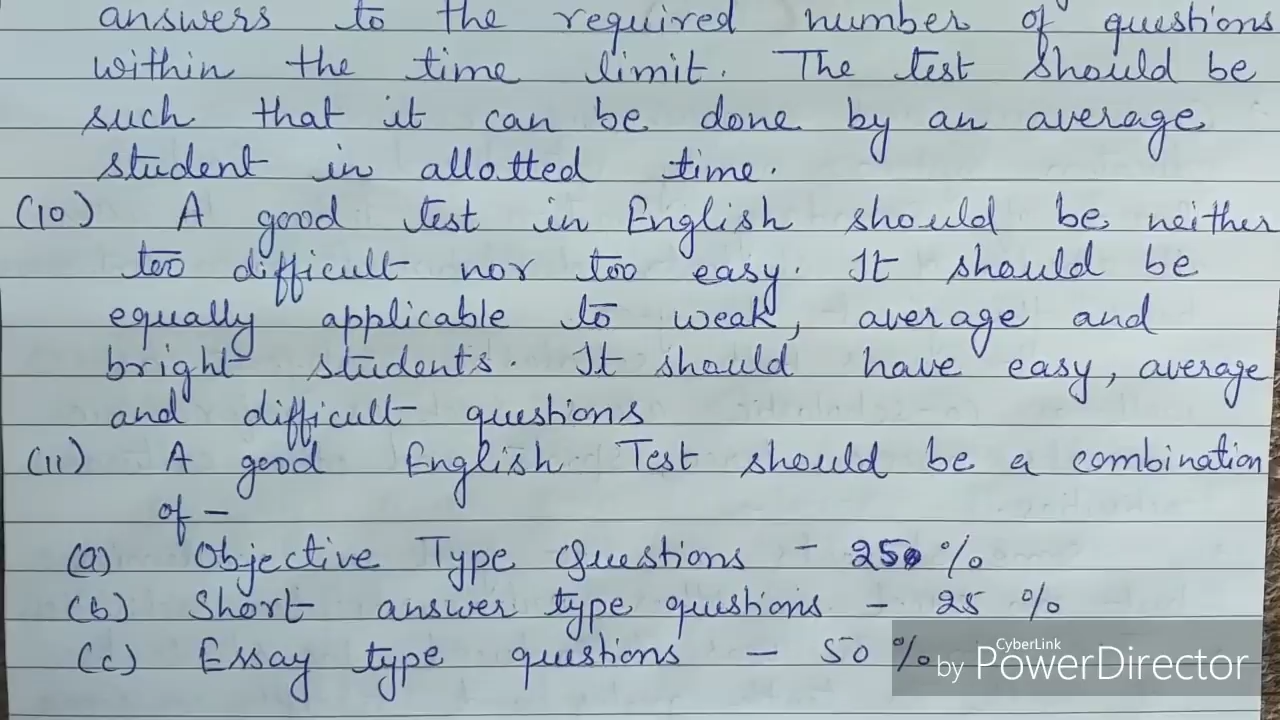 answers to the required number of questions
within the time limit. The test should be
such that it can be done by an average
student in allotted time.
(10) A good test in English should be neither
too difficult nor too easy. It should be
equally applicable to weak, average and
bright students. It should have easy, average
and difficult questions
(11) A good English Test should be a combination
of -
(a) Objective Type Questions - 25 %
(b) Short answer type questions - 25 %
(c) Essay type questions - 50 %
CyberLink
by PowerDirector